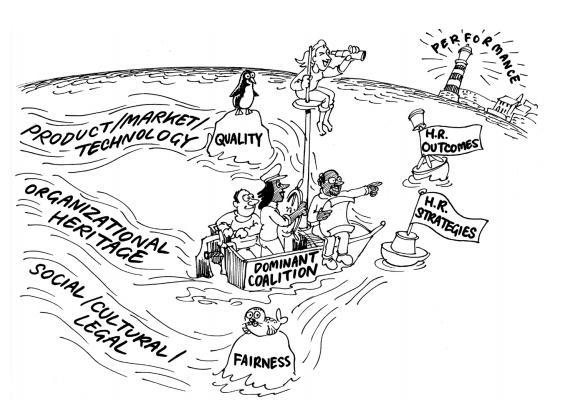 PERFORMANCE
PRODUCT/MARKET/
TECHNOLOGY
QUALITY
H.R.
OUTCOMES
ORGANIZATIONAL
HERITAGE
H.R.
STRATEGIES
DOMINANT
COALITION
SOCIAL/CULTURAL/
LEGAL
FAIRNESS